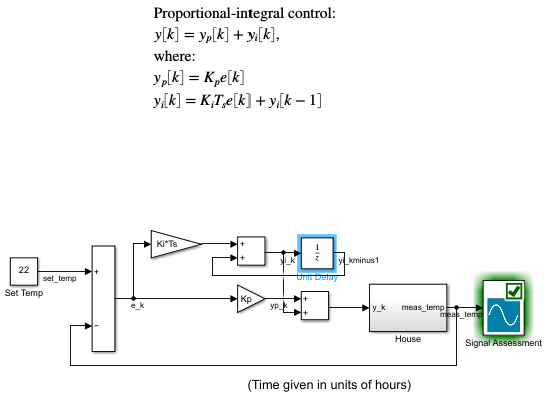 Proportional-integral control:
y[k] = y_p[k] + y_i[k],
where:
y_p[k] = K_p e[k]
y_i[k] = K_i T_s e[k] + y_i[k − 1]
Ki*Ts
+
+
yi_k
1
z
yi_kminus1
Unit Delay
22
set_temp
Set Temp
+
−
e_k
Kp
yp_k
+
+
y_k
meas_temp
House
meas_temp
Signal Assessment
(Time given in units of hours)